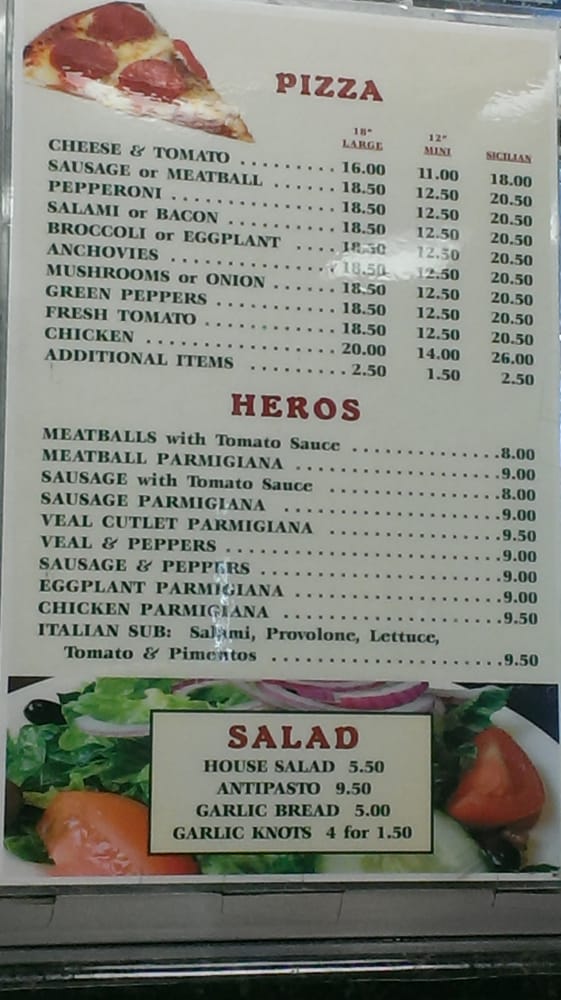 PIZZA
18" LARGE 12" MINI SICILIAN
CHEESE & TOMATO ......... 16.00 11.00 18.00
SAUSAGE or MEATBALL ...... 18.50 12.50 20.50
PEPPERONI ................ 18.50 12.50 20.50
SALAMI or BACON .......... 18.50 12.50 20.50
BROCCOLI or EGGPLANT .... 18.50 12.50 20.50
ANCHOVIES ................ 18.50 12.50 20.50
MUSHROOMS or ONION ...... 18.50 12.50 20.50
GREEN PEPPERS ............ 18.50 12.50 20.50
FRESH TOMATO ............. 18.50 12.50 20.50
CHICKEN .................. 20.00 14.00 26.00
ADDITIONAL ITEMS ......... 2.50 1.50 2.50
HEROS
MEATBALLS with Tomato Sauce ..............8.00
MEATBALL PARMIGIANA ....................9.00
SAUSAGE with Tomato Sauce ................8.00
SAUSAGE PARMIGIANA .....................9.00
VEAL CUTLET PARMIGIANA ................9.50
VEAL & PEPPERS ..........................9.00
SAUSAGE & PEPPERS ......................9.00
EGGPLANT PARMIGIANA ...................9.00
CHICKEN PARMIGIANA .....................9.50
ITALIAN SUB: Salami, Provolone, Lettuce,
Tomato & Pimentos .......................9.50
SALAD
HOUSE SALAD 5.50
ANTIPASTO 9.50
GARLIC BREAD 5.00
GARLIC KNOTS 4 for 1.50